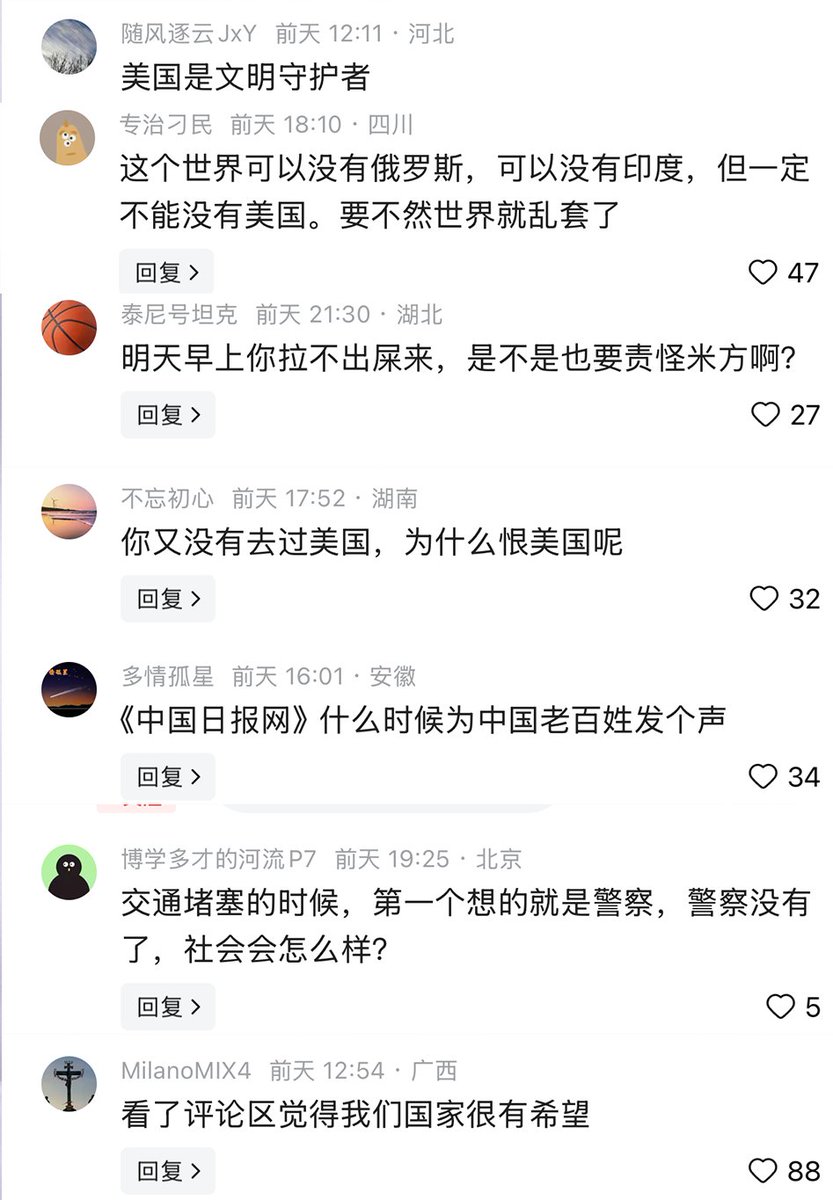 随风逐云JxY 前天 12:11 · 河北
美国是文明守护者
专治刁民 前天 18:10 · 四川
这个世界可以没有俄罗斯，可以没有印度，但一定
不能没有美国。要不然世界就乱套了
回复 >
47
泰尼号坦克 前天 21:30 · 湖北
明天早上你拉不出屎来，是不是也要责怪米方啊？
回复 >
27
不忘初心 前天 17:52 · 湖南
你又没有去过美国，为什么恨美国呢
回复 >
32
多情孤星 前天 16:01 · 安徽
《中国日报网》什么时候为中国老百姓发个声
回复 >
34
博学多才的河流P7 前天 19:25 · 北京
交通堵塞的时候，第一个想的就是警察，警察没有
了，社会会怎么样？
回复 >
5
MilanoMIX4 前天 12:54 · 广西
看了评论区觉得我们国家很有希望
回复 >
88